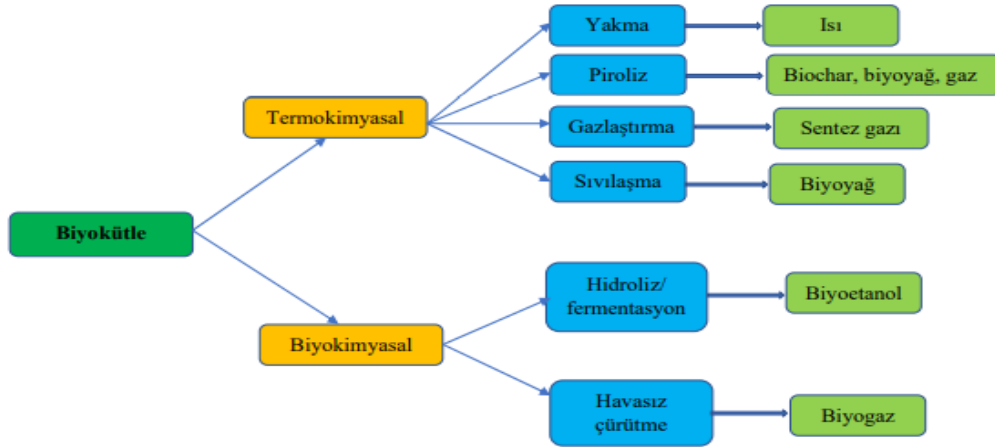 Yakma
Isı
Piroliz
Biochar, biyoyağ, gaz
Termokimyasal
Gazlaştırma
Sentez gazı
Sıvılaşma
Biyoyağ
Biyokütle
Hidroliz/
fermentasyon
Biyoetanol
Biyokimyasal
Havasız
çürütme
Biyogaz